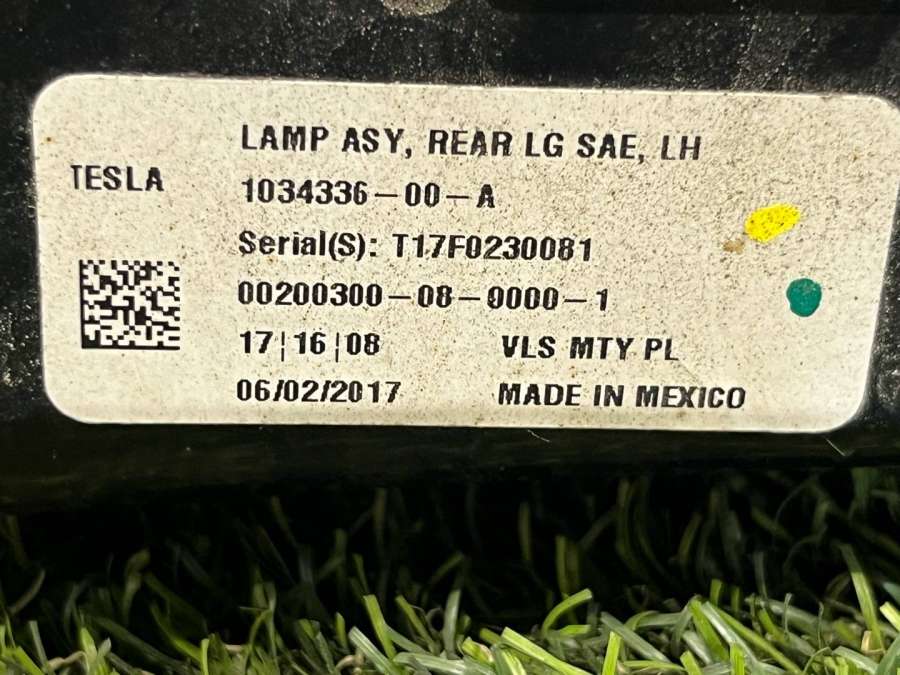 LAMP ASY, REAR LG SAE, LH
TESLA
1034336-00-A
Serial(S): T17F0230081
00200300-08-0000-1
17|16|08 VLS MTY PL
06/02/2017 MADE IN MEXICO